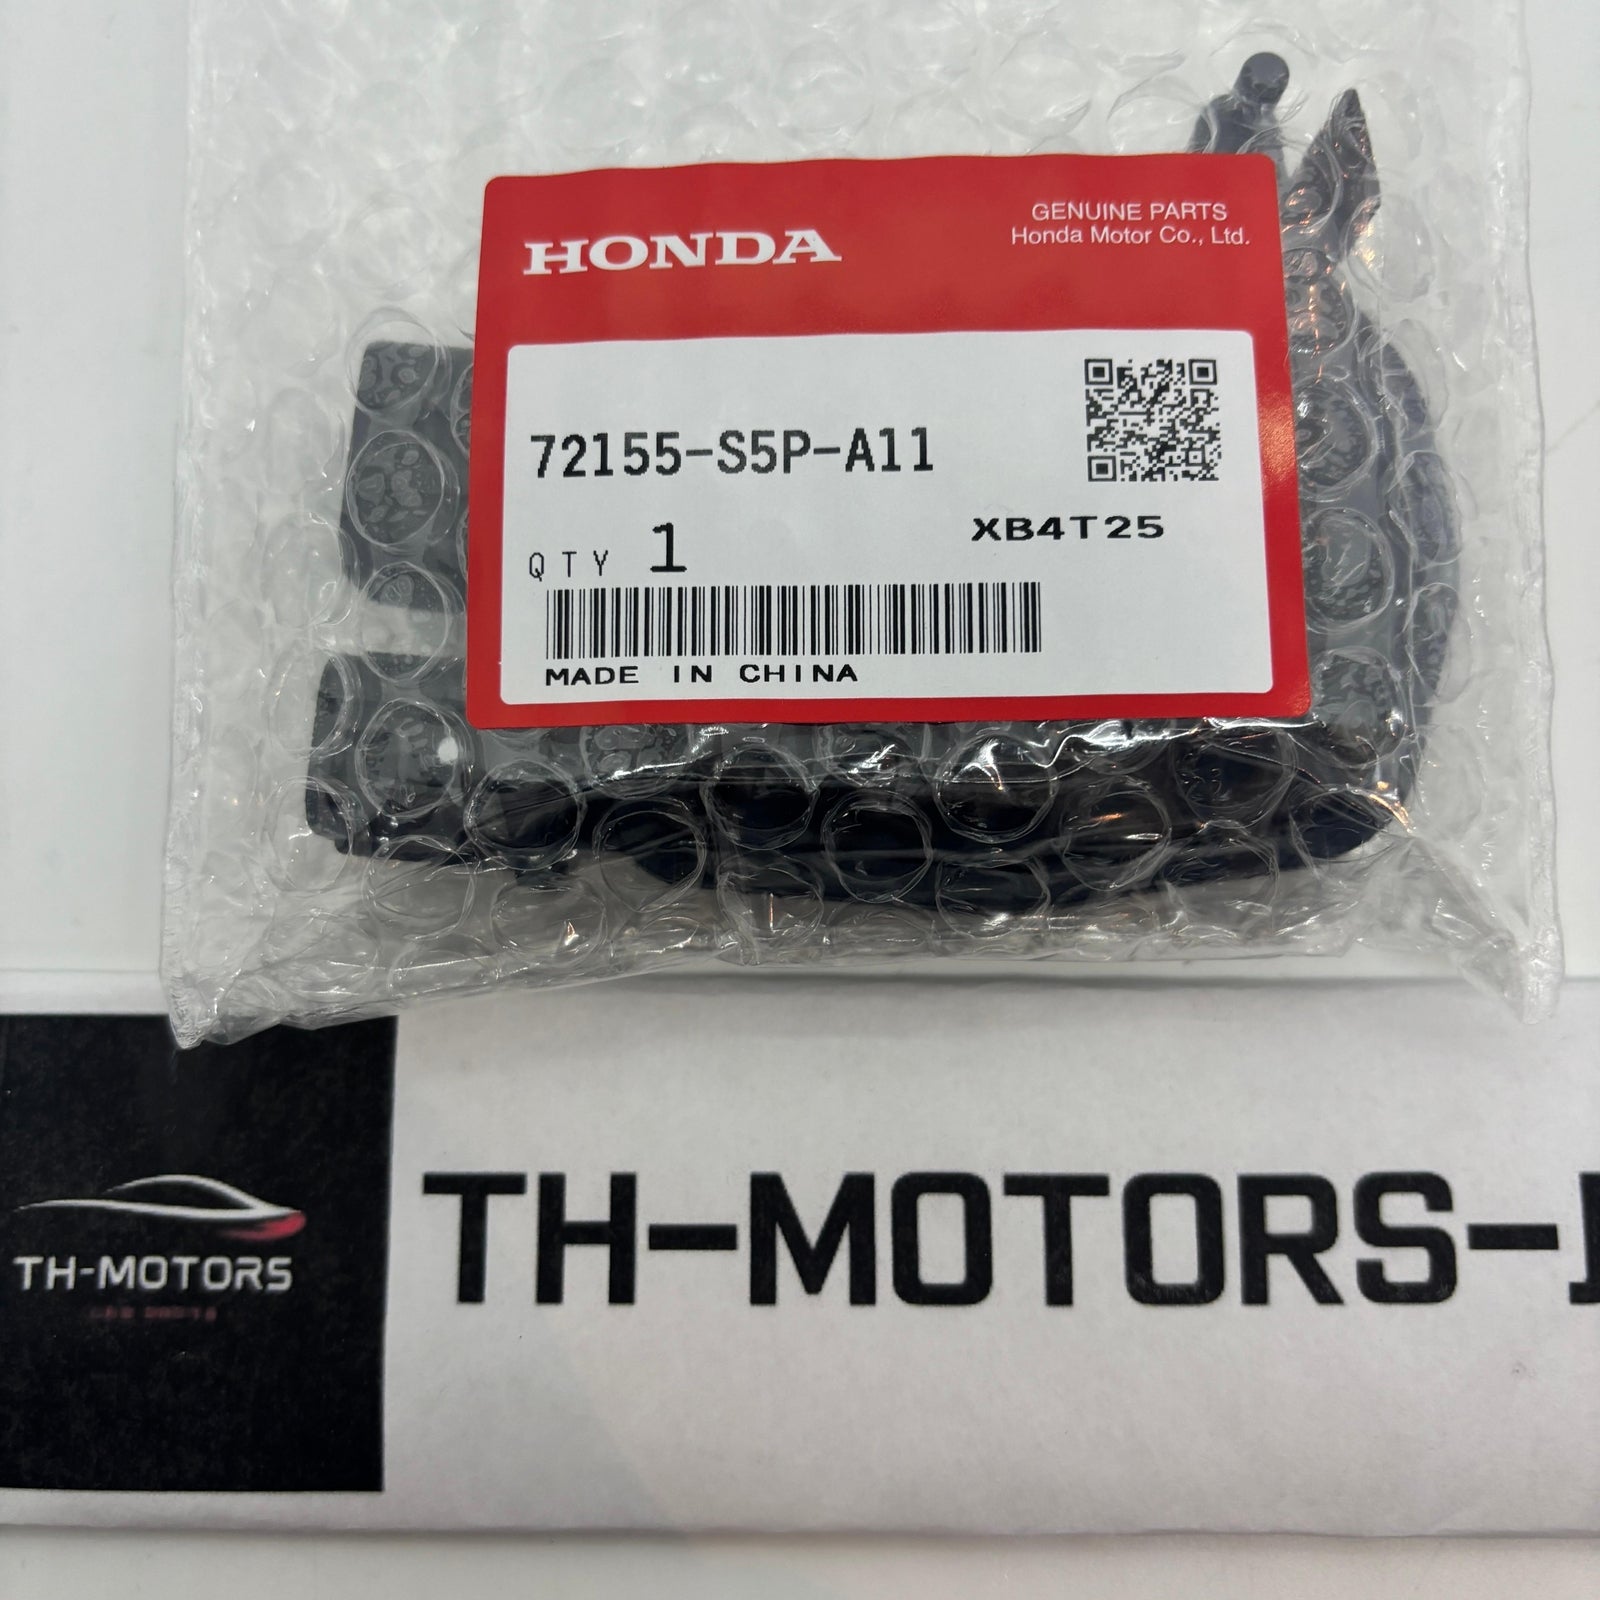 HONDA
GENUINE PARTS
Honda Motor Co., Ltd.
72155-S5P-A11
QTY 1
XB4T25
MADE IN CHINA
TH-MOTORS
TH-MOTORS-